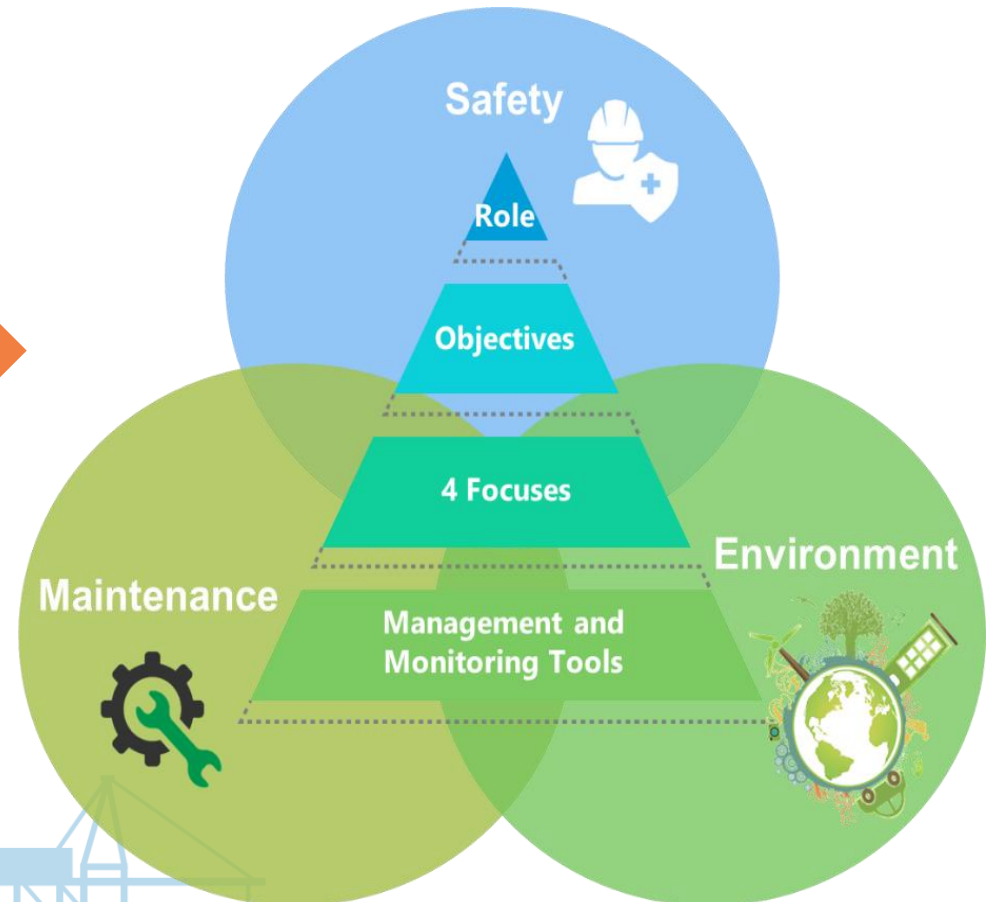 Safety
Role
Objectives
4 Focuses
Environment
Maintenance
Management and
Monitoring Tools